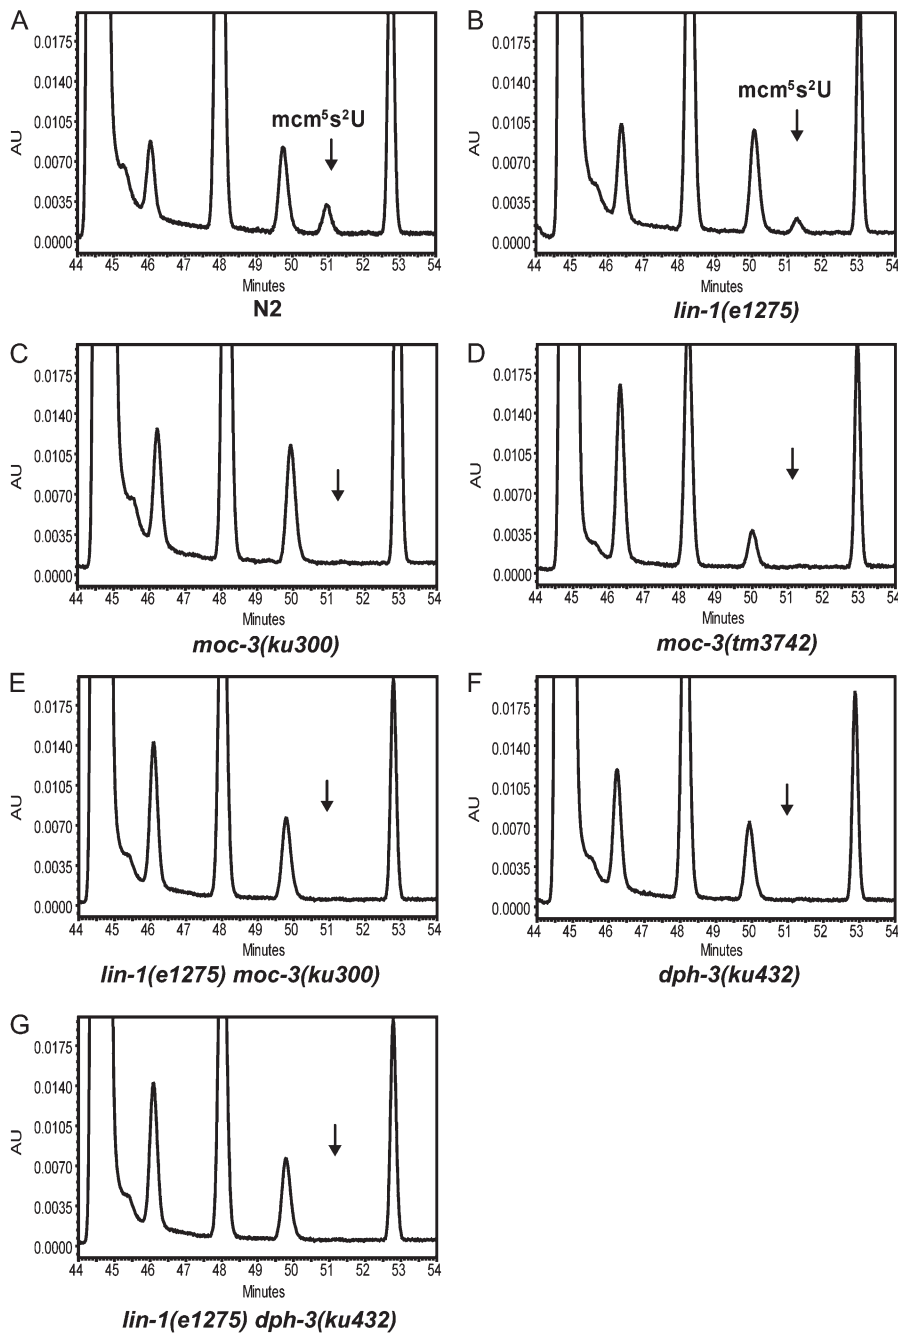 A
B
0.0175
0.0140
0.0105
0.0070
0.0035
0.0000
AU
mcm⁵s²U
44 45 46 47 48 49 50 51 52 53 54
Minutes
N2
0.0175
0.0140
0.0105
0.0070
0.0035
0.0000
AU
mcm⁵s²U
44 45 46 47 48 49 50 51 52 53 54
Minutes
lin-1(e1275)
C
D
0.0175
0.0140
0.0105
0.0070
0.0035
0.0000
AU
44 45 46 47 48 49 50 51 52 53 54
Minutes
moc-3(ku300)
0.0175
0.0140
0.0105
0.0070
0.0035
0.0000
AU
44 45 46 47 48 49 50 51 52 53 54
Minutes
moc-3(tm3742)
E
F
0.0175
0.0140
0.0105
0.0070
0.0035
0.0000
AU
44 45 46 47 48 49 50 51 52 53 54
Minutes
lin-1(e1275) moc-3(ku300)
0.0175
0.0140
0.0105
0.0070
0.0035
0.0000
AU
44 45 46 47 48 49 50 51 52 53 54
Minutes
dph-3(ku432)
G
0.0175
0.0140
0.0105
0.0070
0.0035
0.0000
AU
44 45 46 47 48 49 50 51 52 53 54
Minutes
lin-1(e1275) dph-3(ku432)